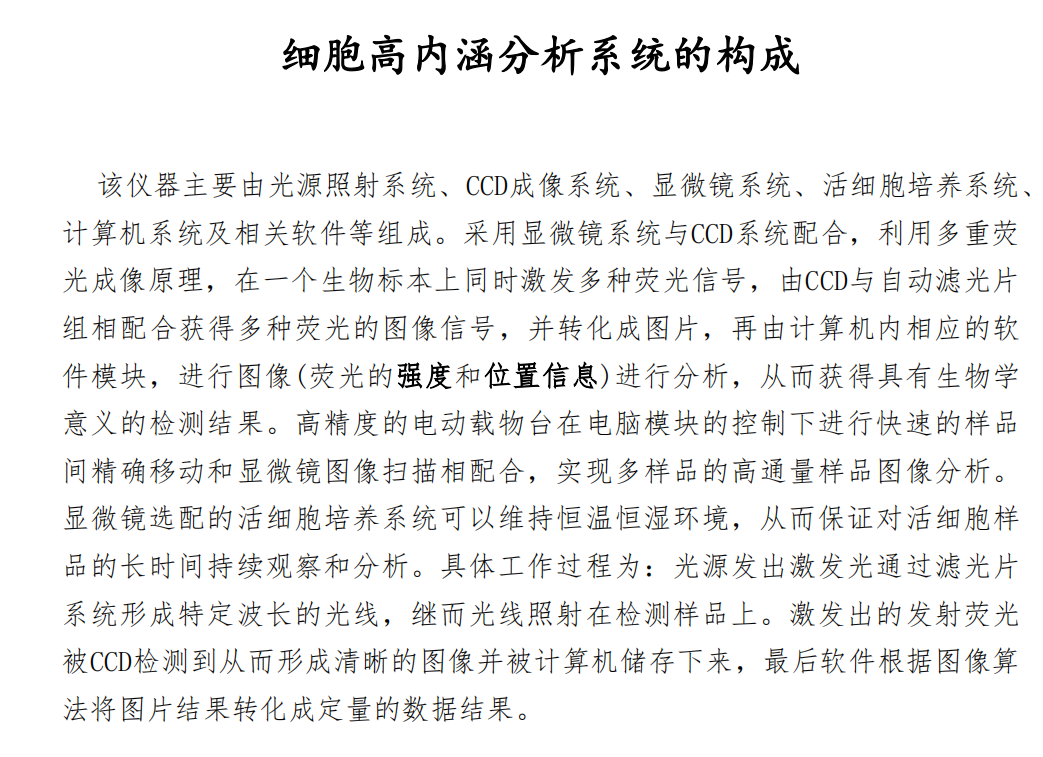 细胞高内涵分析系统的构成
该仪器主要由光源照射系统、CCD成像系统、显微镜系统、活细胞培养系统、
计算机系统及相关软件等组成。采用显微镜系统与CCD系统配合，利用多重荧
光成像原理，在一个生物标本上同时激发多种荧光信号，由CCD与自动滤光片
组相配合获得多种荧光的图像信号，并转化成图片，再由计算机内相应的软
件模块，进行图像(荧光的强度和位置信息)进行分析，从而获得具有生物学
意义的检测结果。高精度的电动载物台在电脑模块的控制下进行快速的样品
间精确移动和显微镜图像扫描相配合，实现多样品的高通量样品图像分析。
显微镜选配的活细胞培养系统可以维持恒温恒湿环境，从而保证对活细胞样
品的长时间持续观察和分析。具体工作过程为：光源发出激发光通过滤光片
系统形成特定波长的光线，继而光线照射在检测样品上。激发出的发射荧光
被CCD检测到从而形成清晰的图像并被计算机储存下来，最后软件根据图像算
法将图片结果转化成定量的数据结果。